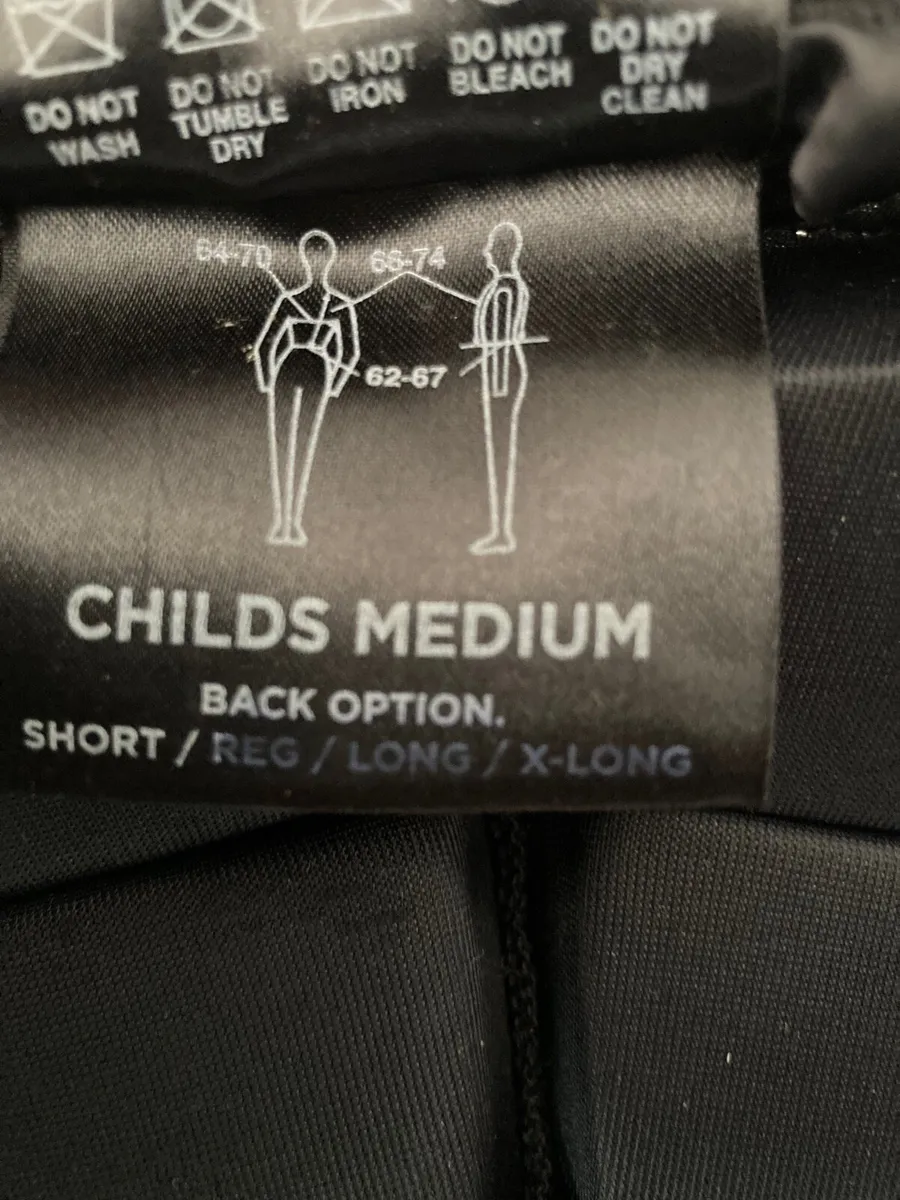 DO NOT WASH
DO NOT TUMBLE DRY
DO NOT IRON
DO NOT BLEACH
DO NOT DRY CLEAN
64-70
68-74
62-67
CHILDS MEDIUM
BACK OPTION.
SHORT / REG / LONG / X-LONG